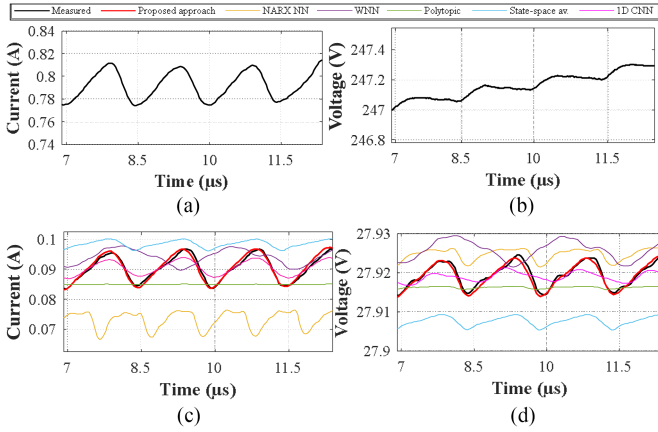 Measured Proposed approach NARX NN WNN Polytopic State-space av. 1D CNN
0.84
0.82
0.8
0.78
0.76
0.74
Current (A)
7 8.5 10 11.5
Time (µs)
(a)
247.4
247.2
247
246.8
Voltage (V)
7 8.5 10 11.5
Time (µs)
(b)
0.1
0.09
0.08
0.07
Current (A)
7 8.5 10 11.5
Time (µs)
(c)
27.93
27.92
27.91
27.9
Voltage (V)
7 8.5 10 11.5
Time (µs)
(d)